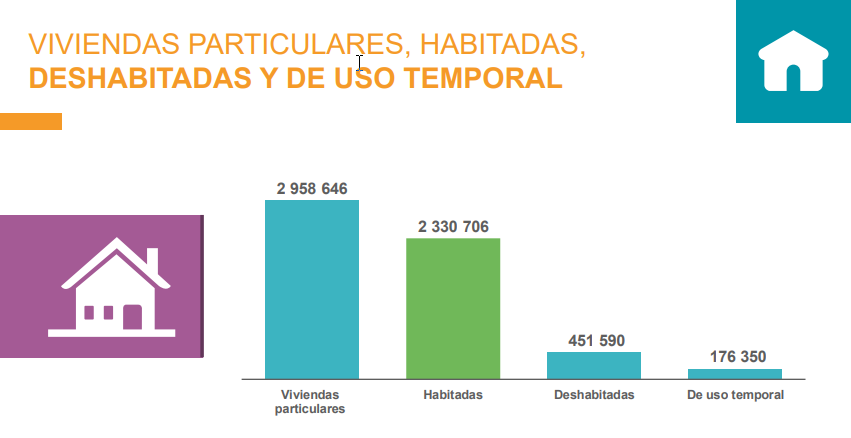 VIVIENDAS PARTICULARES, HABITADAS,
DESHABITADAS Y DE USO TEMPORAL
2 958 646
2 330 706
451 590
176 350
Viviendas
particulares
Habitadas
Deshabitadas
De uso temporal